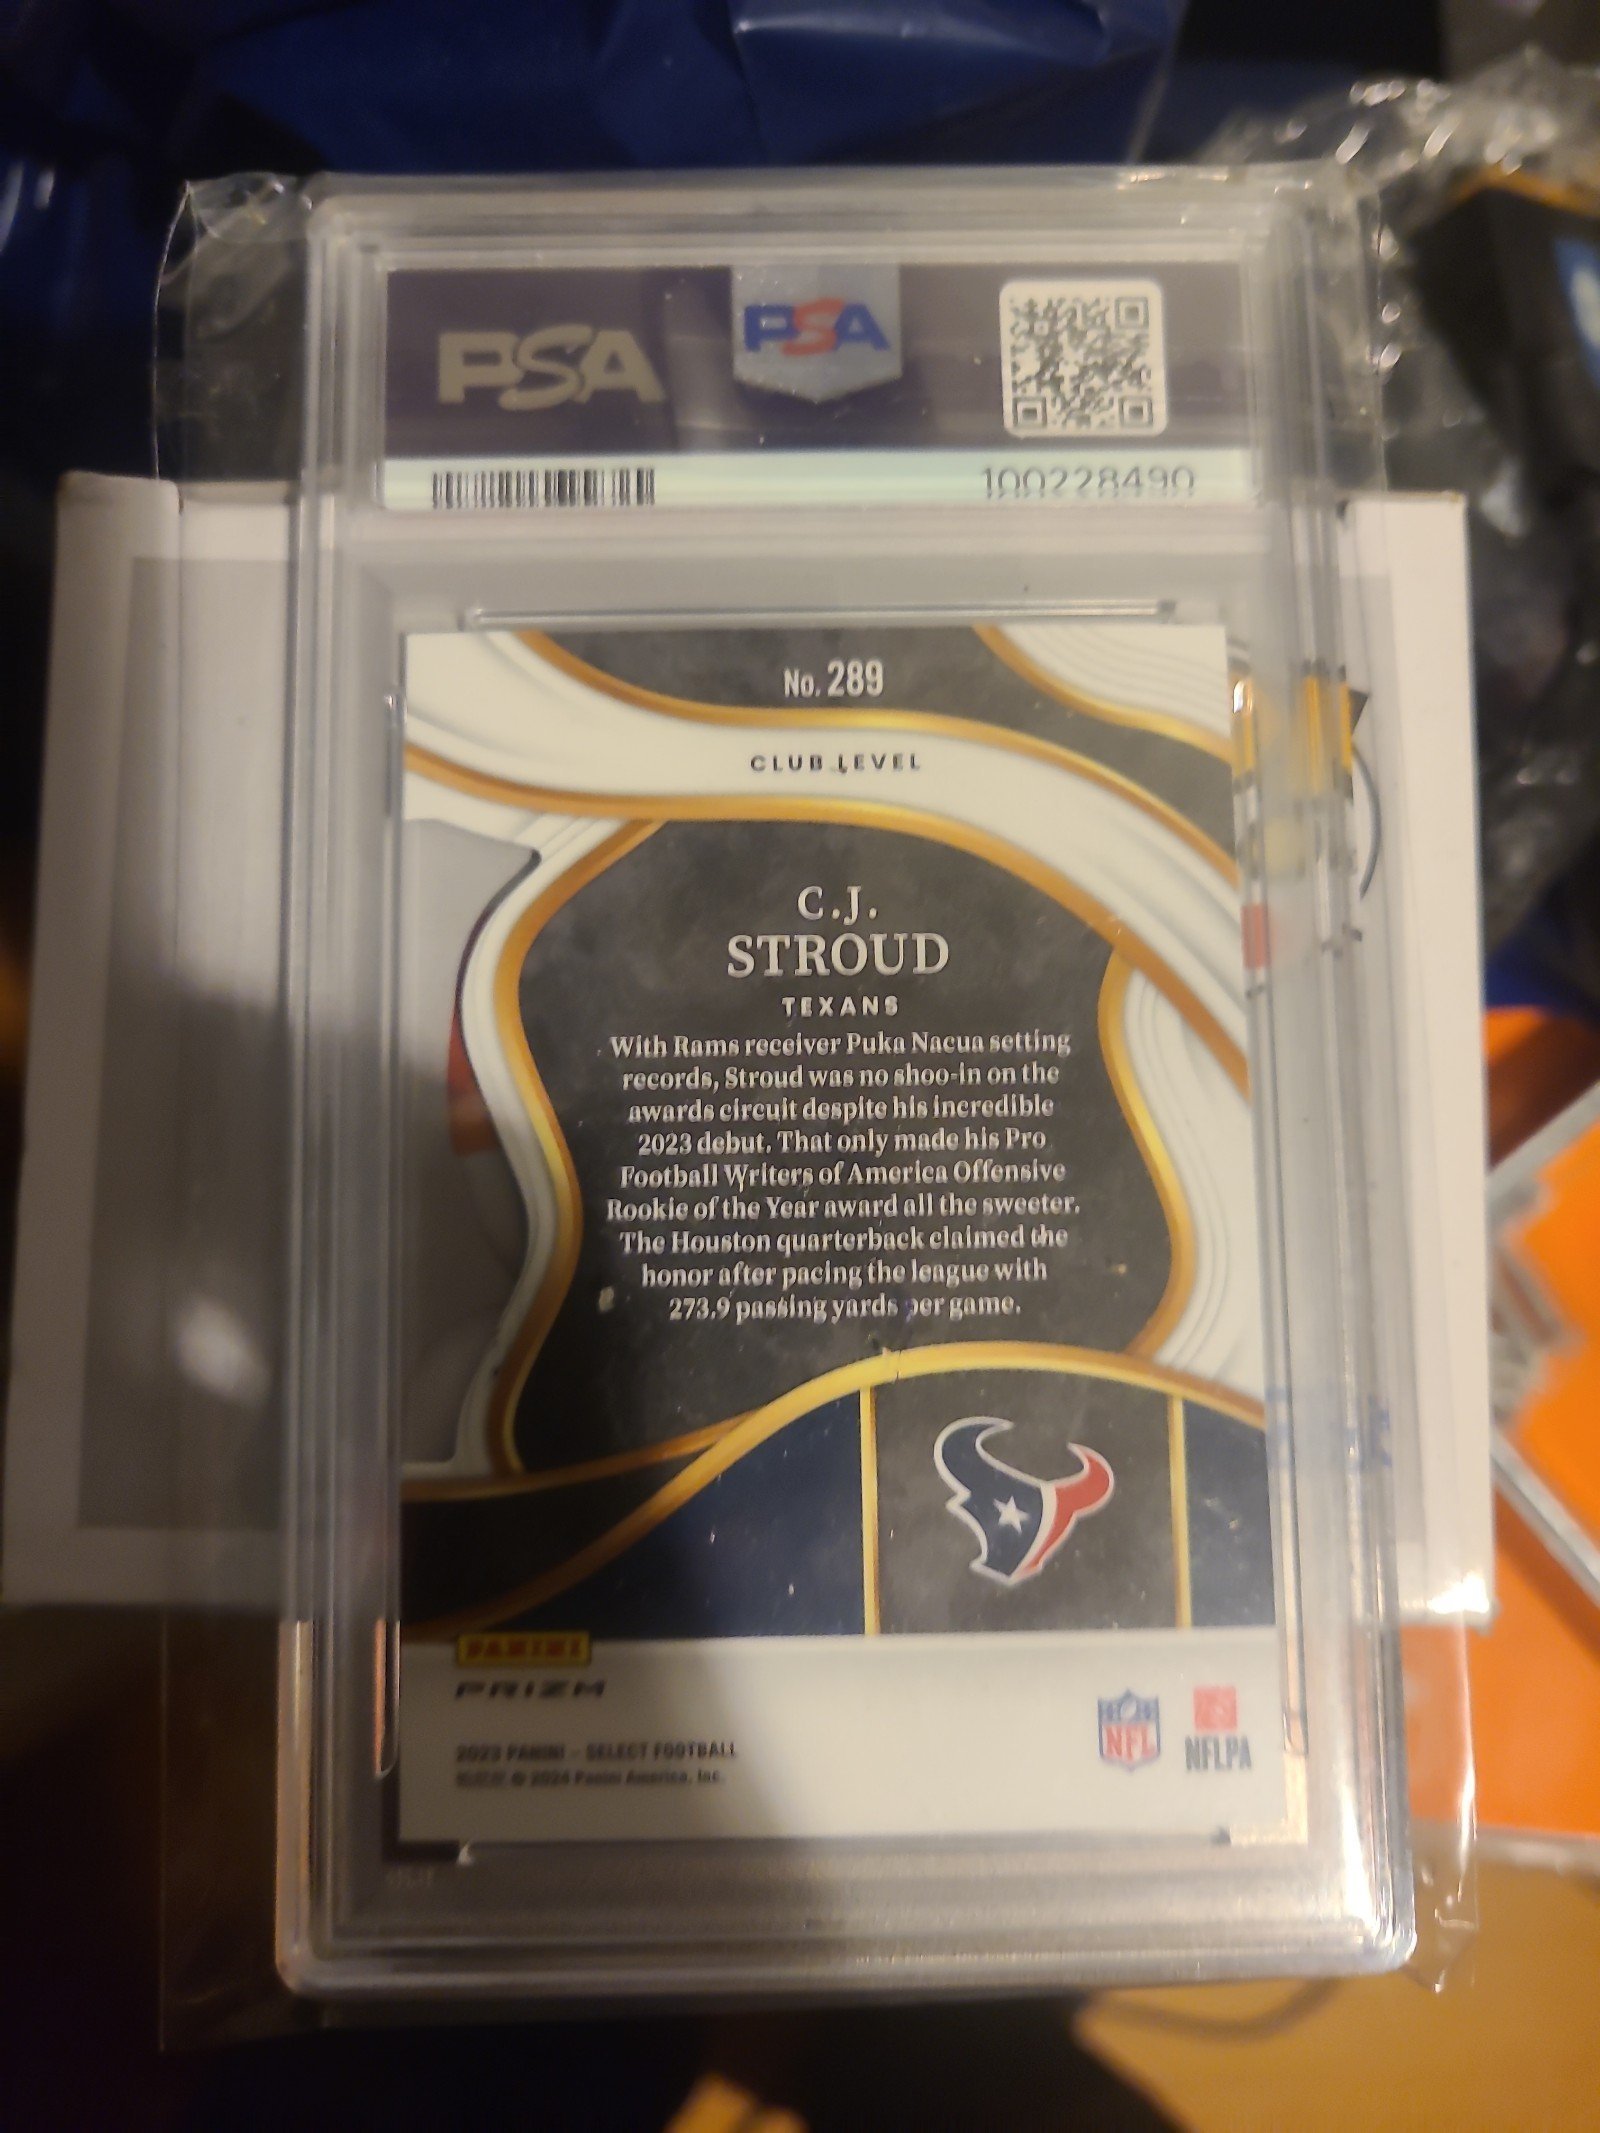 PSA
PSA
100228490
No. 289
CLUB LEVEL
C.J.
STROUD
TEXANS
With Rams receiver Puka Nacua setting
records, Stroud was no shoo-in on the
awards circuit despite his incredible
2023 debut. That only made his Pro
Football Writers of America Offensive
Rookie of the Year award all the sweeter.
The Houston quarterback claimed the
honor after pacing the league with
273.9 passing yards per game.
PANINI
PRIZM
2023 PANINI – SELECT FOOTBALL
© 2024 Panini America, Inc.
NFL
NFLPA